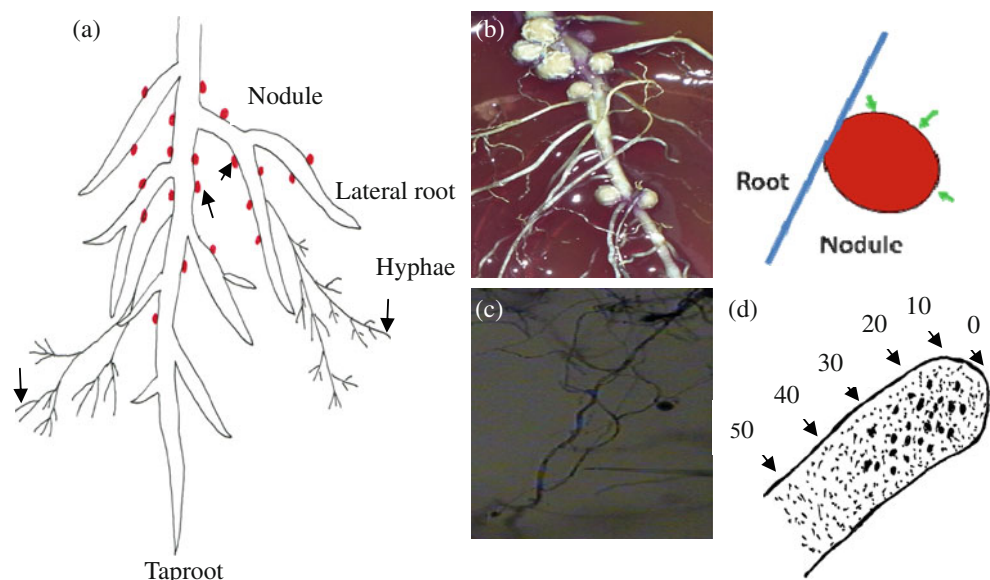 (a)
Nodule
Lateral root
Hyphae
Taproot
(b)
Root
Nodule
(c)
(d)
10
0
20
30
40
50